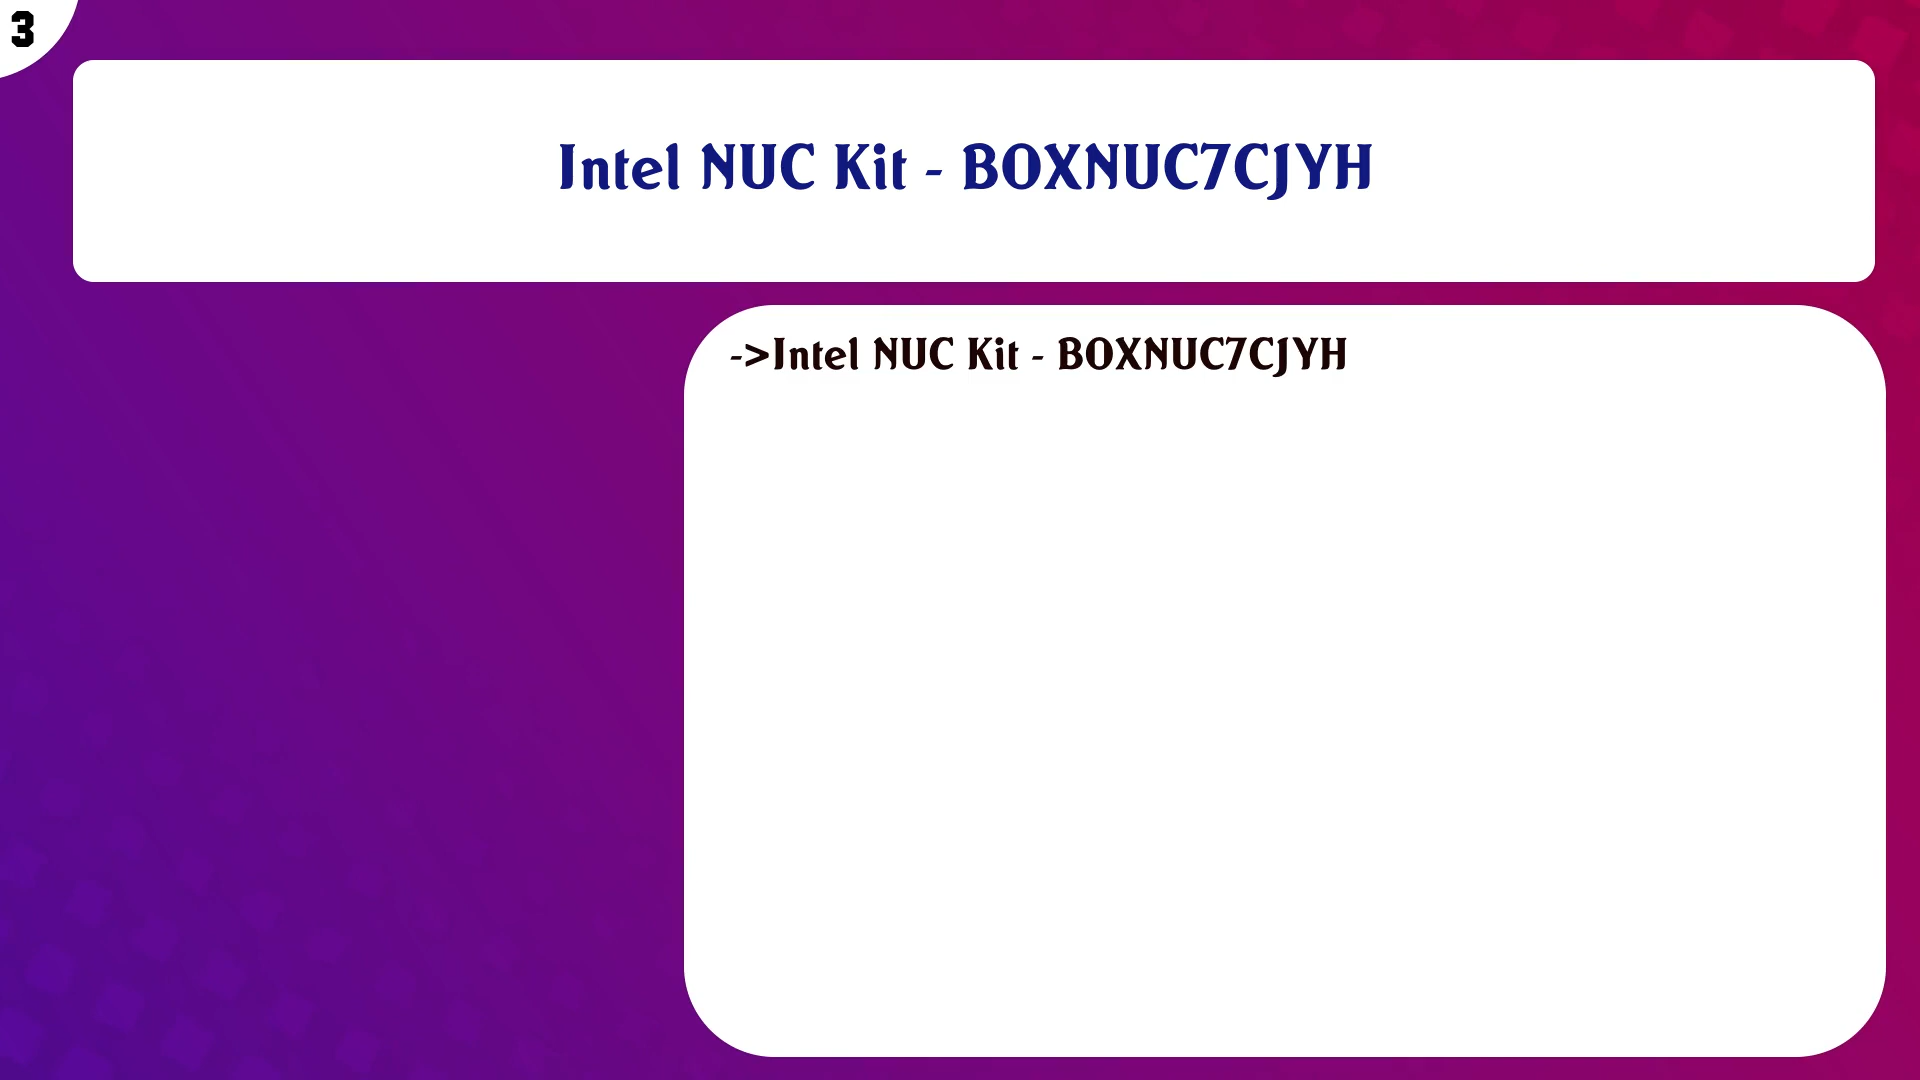 3
Intel NUC Kit - BOXNUC7CJYH
->Intel NUC Kit - BOXNUC7CJYH